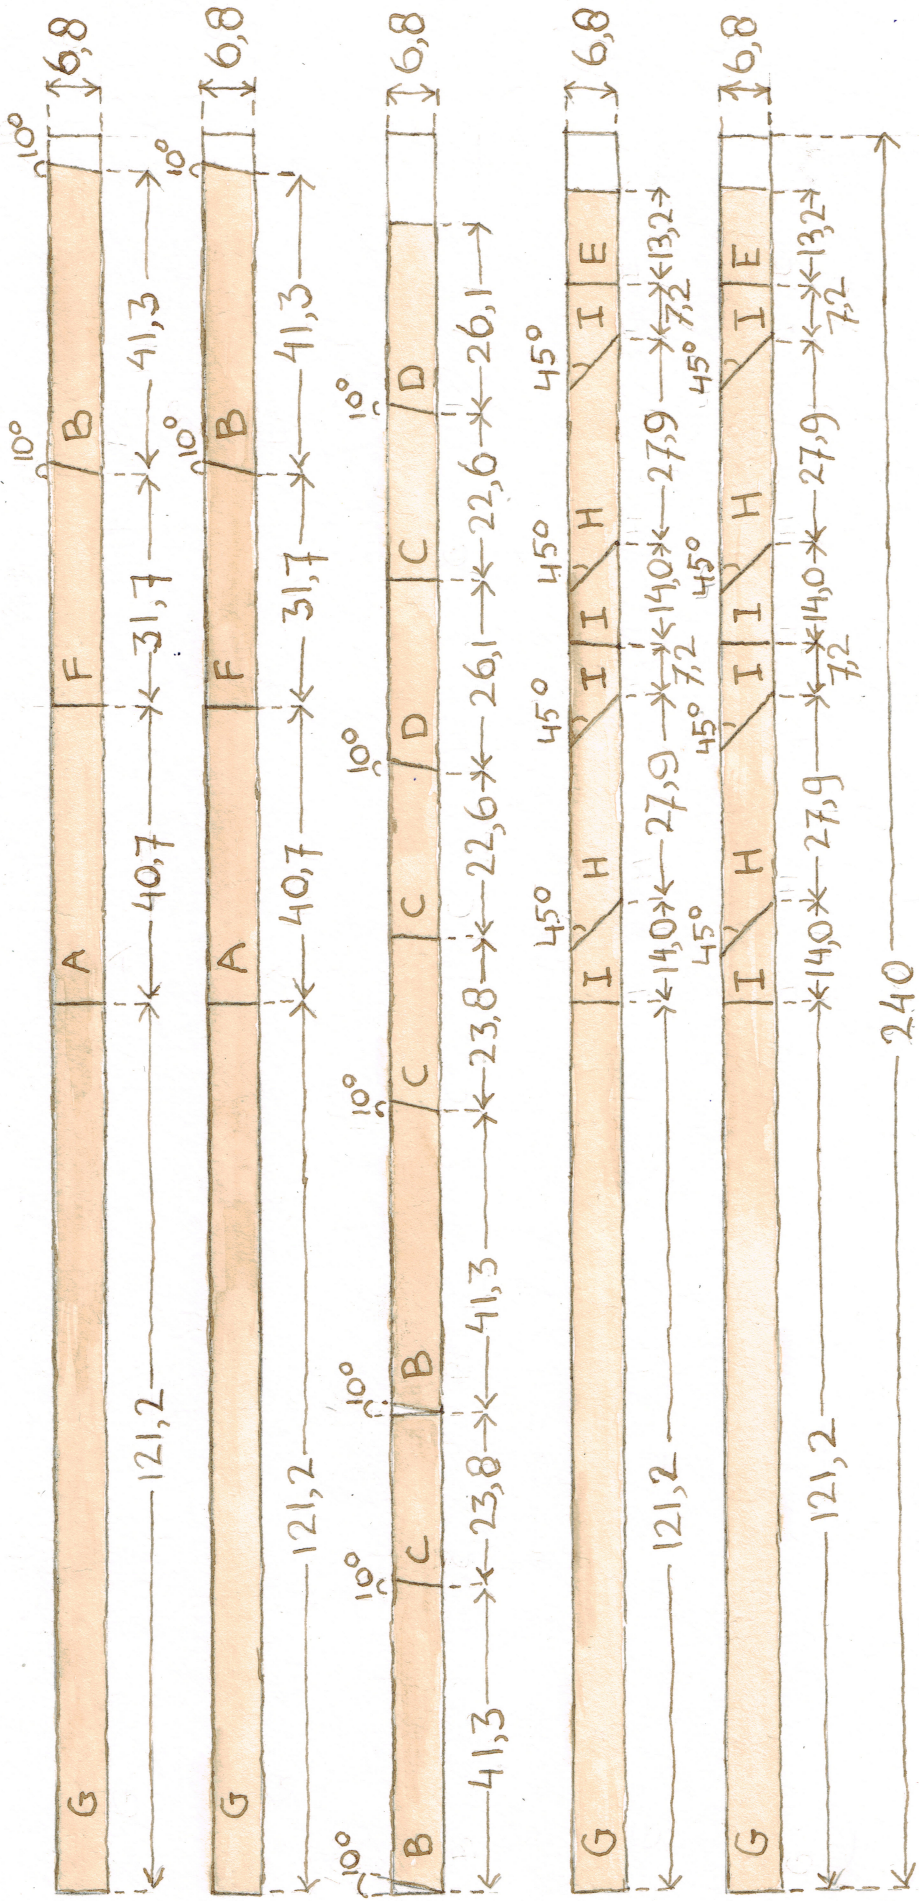 G A F B
10° 10°
121,2 40,7 31,7 41,3
6,8
G A F B
10° 10°
121,2 40,7 31,7 41,3
6,8
B C B C C D C D
10° 10° 10° 10° 10° 10°
41,3 23,8 41,3 23,8 22,6 26,1 22,6 26,1
6,8
G I H I I H I E
45° 45° 45° 45°
121,2 14,0 27,9 7,2 14,0 27,9 7,2 13,2
6,8
G I H I I H I E
45° 45° 45° 45°
121,2 14,0 27,9 7,2 14,0 27,9 7,2 13,2
6,8
240